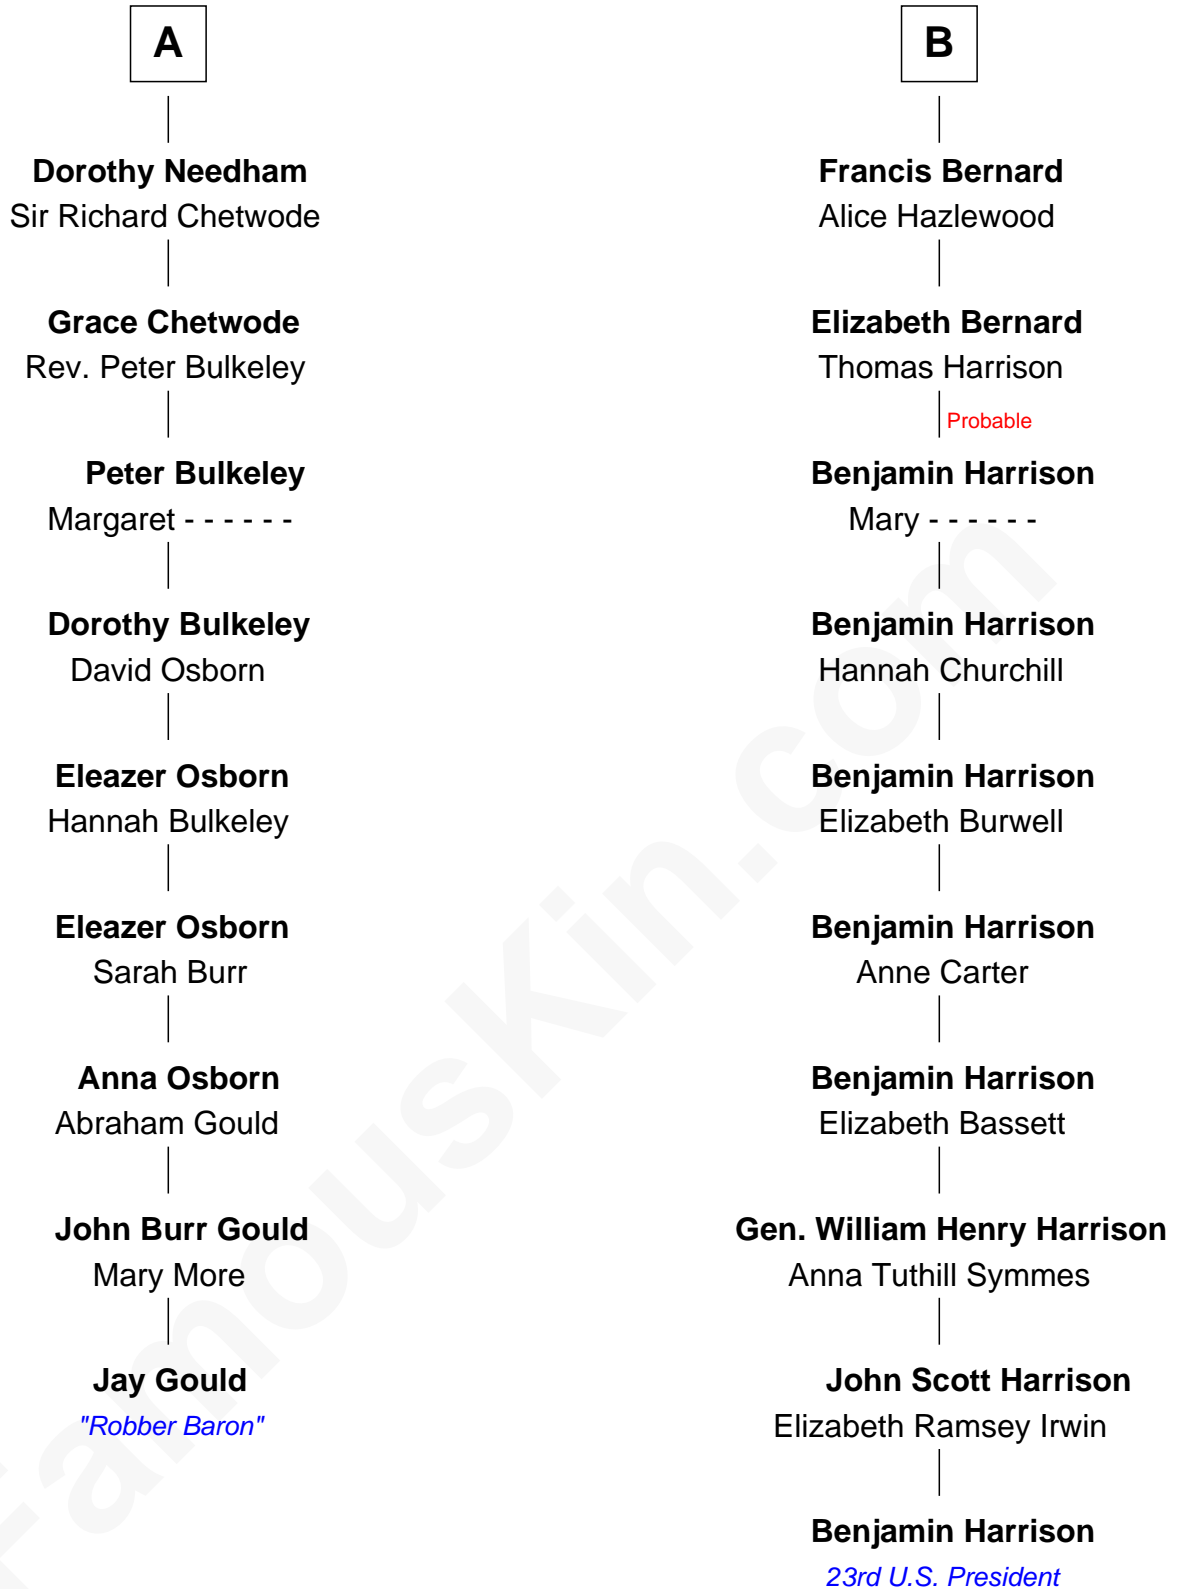 A
Dorothy Needham
Sir Richard Chetwode
Grace Chetwode
Rev. Peter Bulkeley
Peter Bulkeley
Margaret - - - - - -
Dorothy Bulkeley
David Osborn
Eleazer Osborn
Hannah Bulkeley
Eleazer Osborn
Sarah Burr
Anna Osborn
Abraham Gould
John Burr Gould
Mary More
Jay Gould
"Robber Baron"
B
Francis Bernard
Alice Hazlewood
Elizabeth Bernard
Thomas Harrison
Probable
Benjamin Harrison
Mary - - - - - -
Benjamin Harrison
Hannah Churchill
Benjamin Harrison
Elizabeth Burwell
Benjamin Harrison
Anne Carter
Benjamin Harrison
Elizabeth Bassett
Gen. William Henry Harrison
Anna Tuthill Symmes
John Scott Harrison
Elizabeth Ramsey Irwin
Benjamin Harrison
23rd U.S. President
FamousKin.com